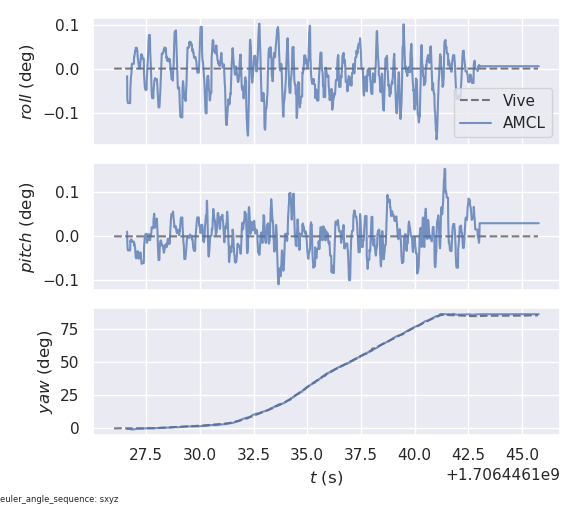 0.1
0.0
−0.1
roll (deg)
Vive
AMCL
0.1
0.0
−0.1
pitch (deg)
75
50
25
0
yaw (deg)
27.5 30.0 32.5 35.0 37.5 40.0 42.5 45.0
t (s)
+1.7064461e9
euler_angle_sequence: sxyz